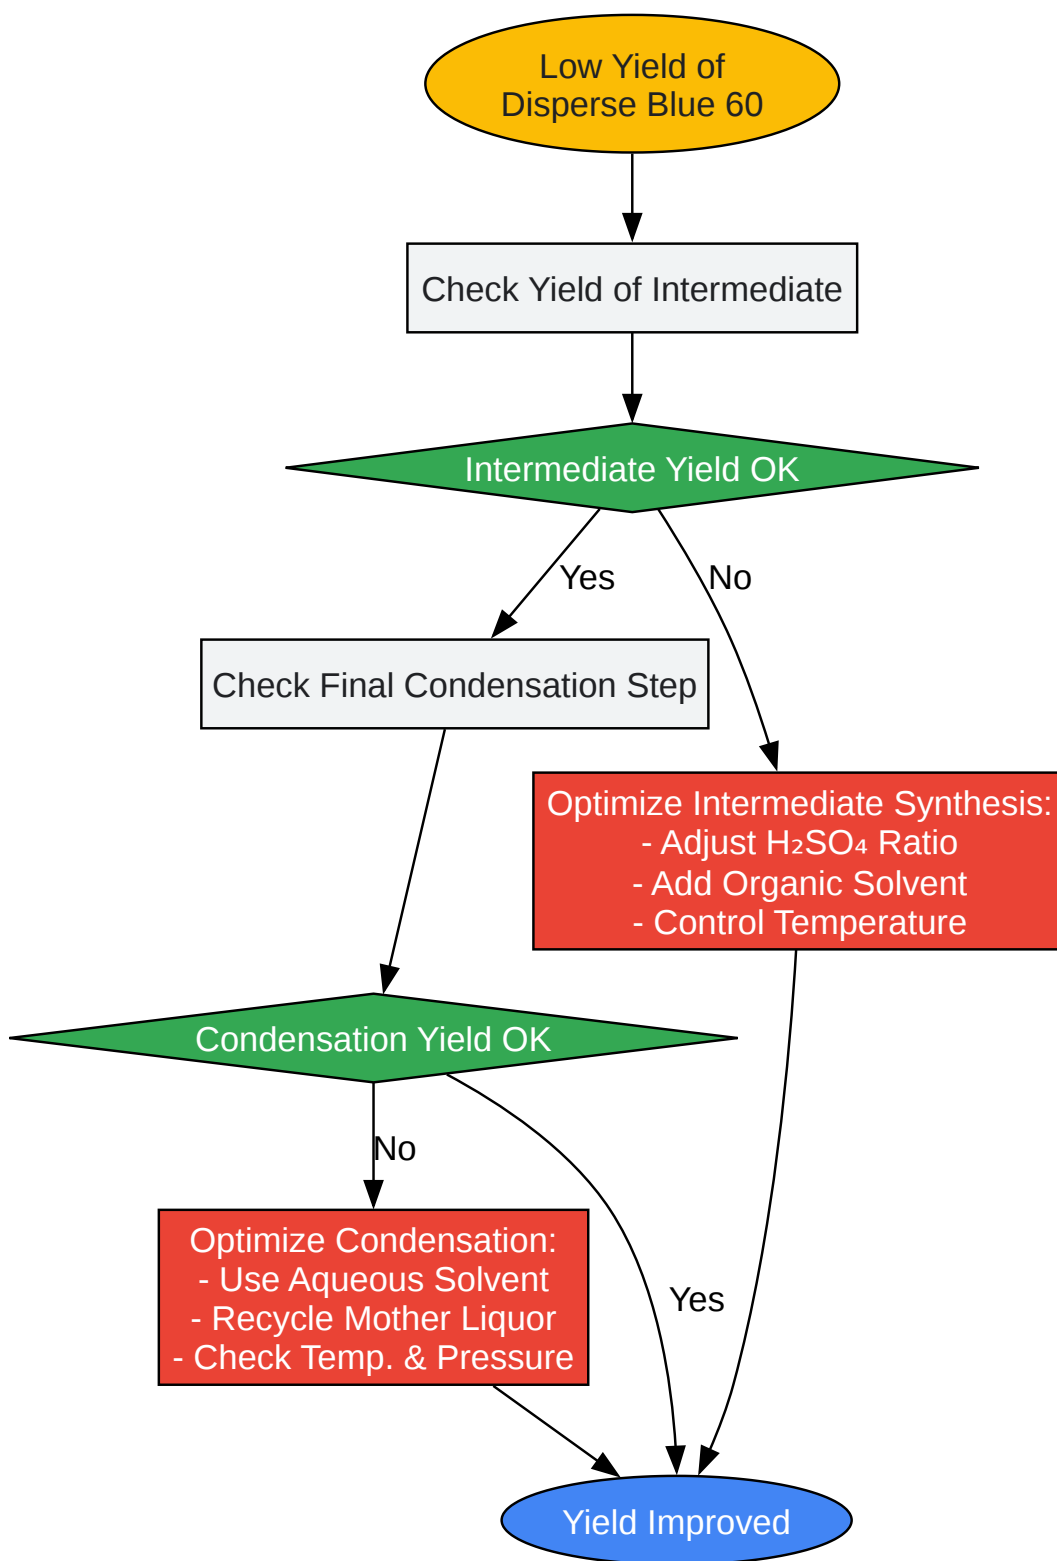 Low Yield of
Disperse Blue 60
Check Yield of Intermediate
Intermediate Yield OK
Yes
No
Check Final Condensation Step
Optimize Intermediate Synthesis:
- Adjust H₂SO₄ Ratio
- Add Organic Solvent
- Control Temperature
Condensation Yield OK
No
Optimize Condensation:
- Use Aqueous Solvent
- Recycle Mother Liquor
- Check Temp. & Pressure
Yes
Yield Improved